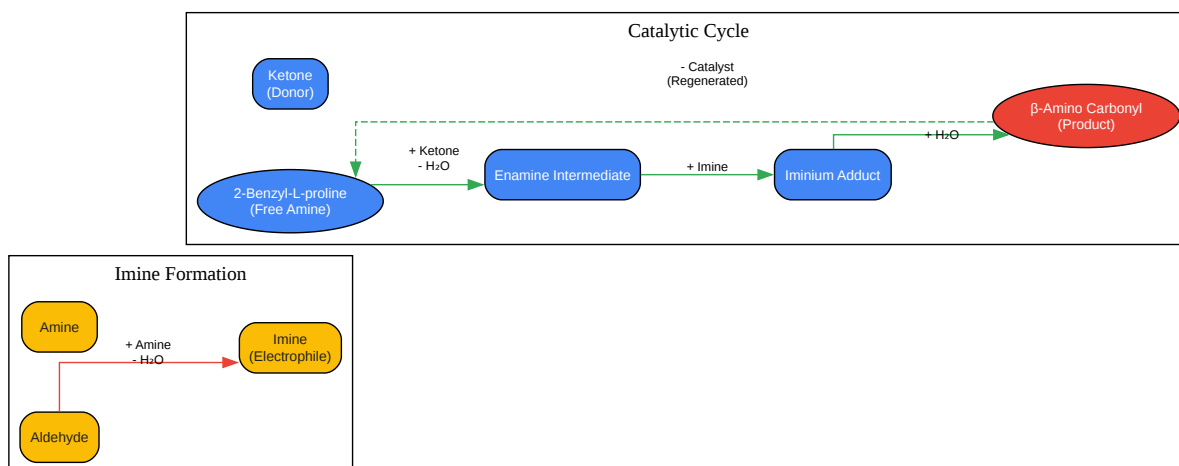 Catalytic Cycle
Ketone
(Donor)
- Catalyst
(Regenerated)
β-Amino Carbonyl
(Product)
+ Ketone
- H₂O
+ H₂O
2-Benzyl-L-proline
(Free Amine)
Enamine Intermediate
+ Imine
Iminium Adduct
Imine Formation
Amine
+ Amine
- H₂O
Imine
(Electrophile)
Aldehyde